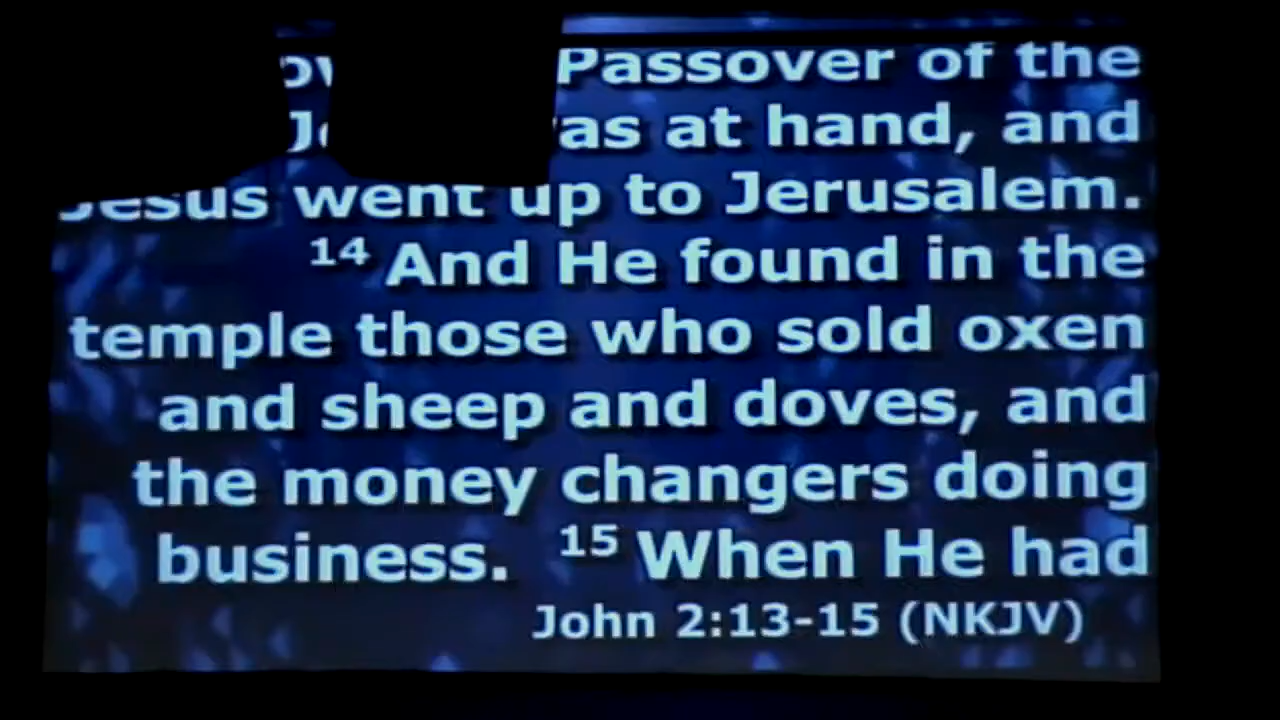 Passover of the
at hand, and
Jesus went up to Jerusalem.
14 And He found in the
temple those who sold oxen
and sheep and doves, and
the money changers doing
business. 15 When He had
John 2:13-15 (NKJV)